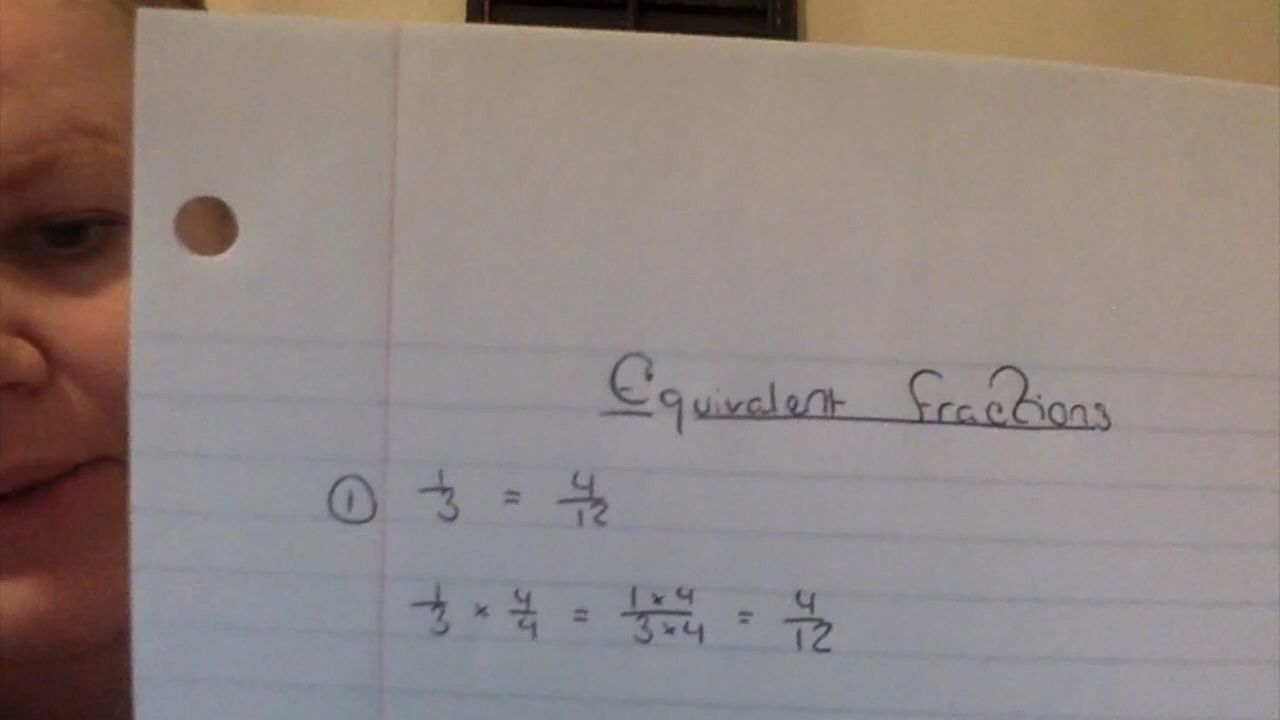 Equivalent fractions
① 1/3 = 4/12
1/3 × 4/4 = 1×4/3×4 = 4/12